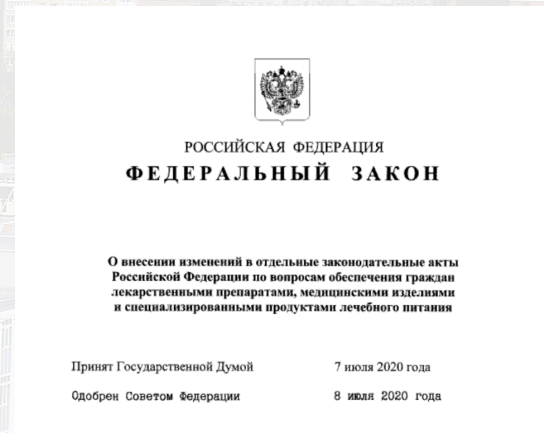 РОССИЙСКАЯ ФЕДЕРАЦИЯ
ФЕДЕРАЛЬНЫЙ ЗАКОН
О внесении изменений в отдельные законодательные акты
Российской Федерации по вопросам обеспечения граждан
лекарственными препаратами, медицинскими изделиями
и специализированными продуктами лечебного питания
Принят Государственной Думой 7 июля 2020 года
Одобрен Советом Федерации 8 июля 2020 года